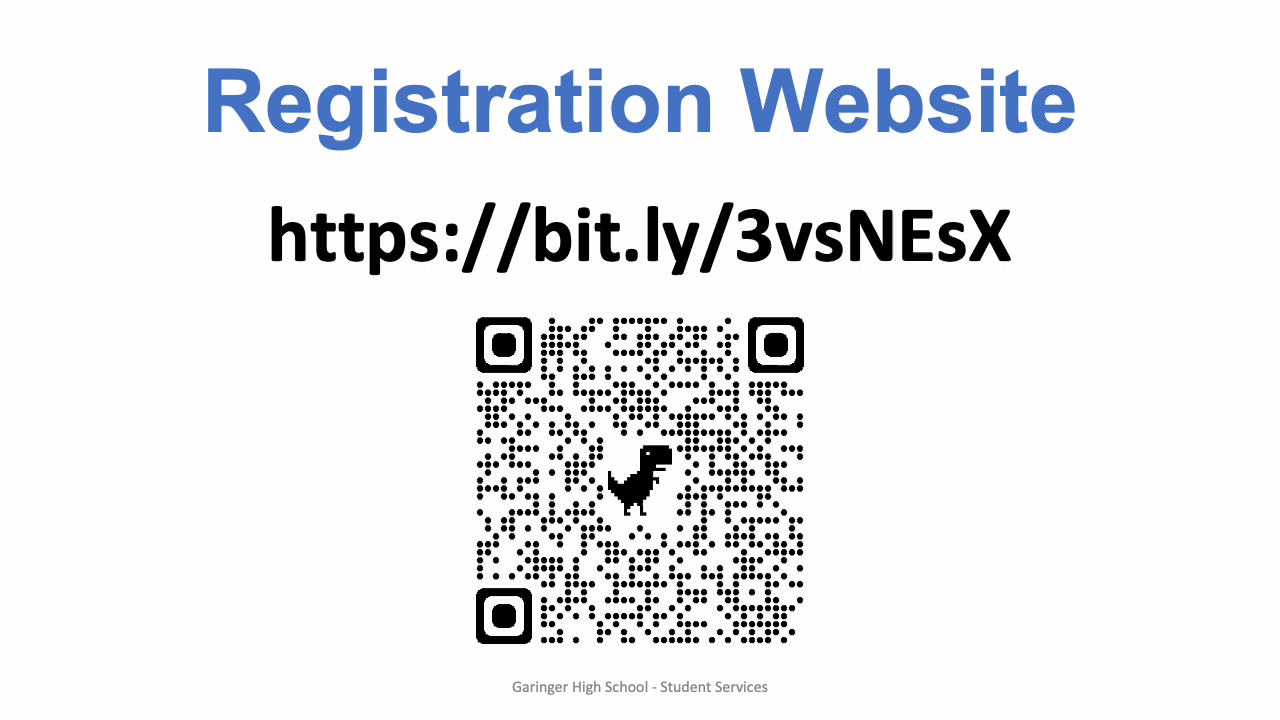 Registration Website
https://bit.ly/3vsNEsX
Garinger High School - Student Services